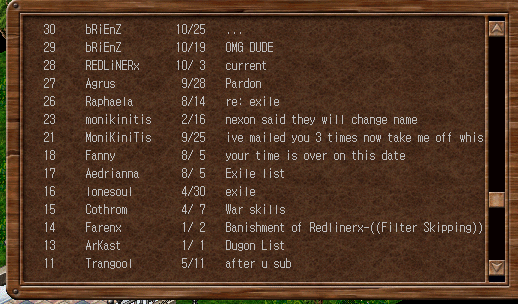 30 bRiEnZ 10/25 ...
29 bRiEnZ 10/19 OMG DUDE
28 REDLiNERx 10/ 3 current
27 Agrus 9/28 Pardon
26 Raphaela 8/14 re: exile
23 monikinitis 2/16 nexon said they will change name
21 MoniKiniTis 9/25 ive mailed you 3 times now take me off whis
18 Fanny 8/ 5 your time is over on this date
17 Aedrianna 8/ 5 Exile list
16 lonesoul 4/30 exile
15 Cothrom 4/ 7 War skills
14 Farenx 1/ 2 Banishment of Redlinerx-((Filter Skipping))
13 ArKast 1/ 1 Dugon List
11 Trangool 5/11 after u sub